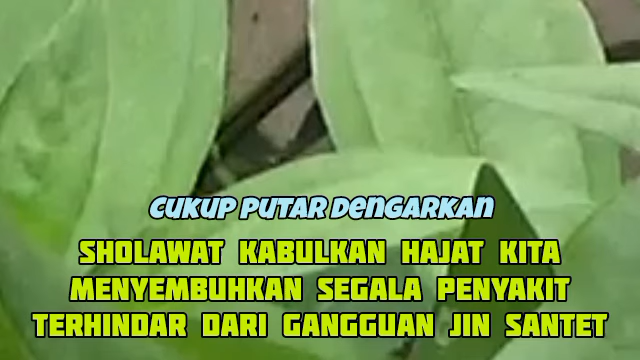 CUKUP PUTAR DENGARKAN
SHOLAWAT KABULKAN HAJAT KITA
MENYEMBUHKAN SEGALA PENYAKIT
TERHINDAR DARI GANGGUAN JIN SANTET